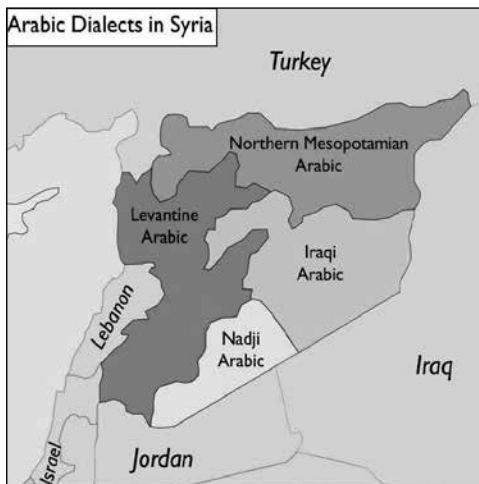 Arabic Dialects in Syria
Turkey
Northern Mesopotamian
Arabic
Levantine
Arabic
Iraqi
Arabic
Lebanon
Nadji
Arabic
Iraq
Israel
Jordan